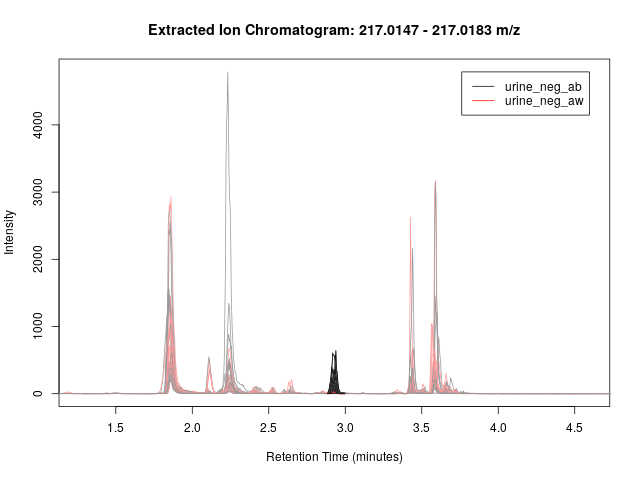 Extracted Ion Chromatogram: 217.0147 - 217.0183 m/z
urine_neg_ab
urine_neg_aw
Intensity
4000
3000
2000
1000
0
1.5 2.0 2.5 3.0 3.5 4.0 4.5
Retention Time (minutes)